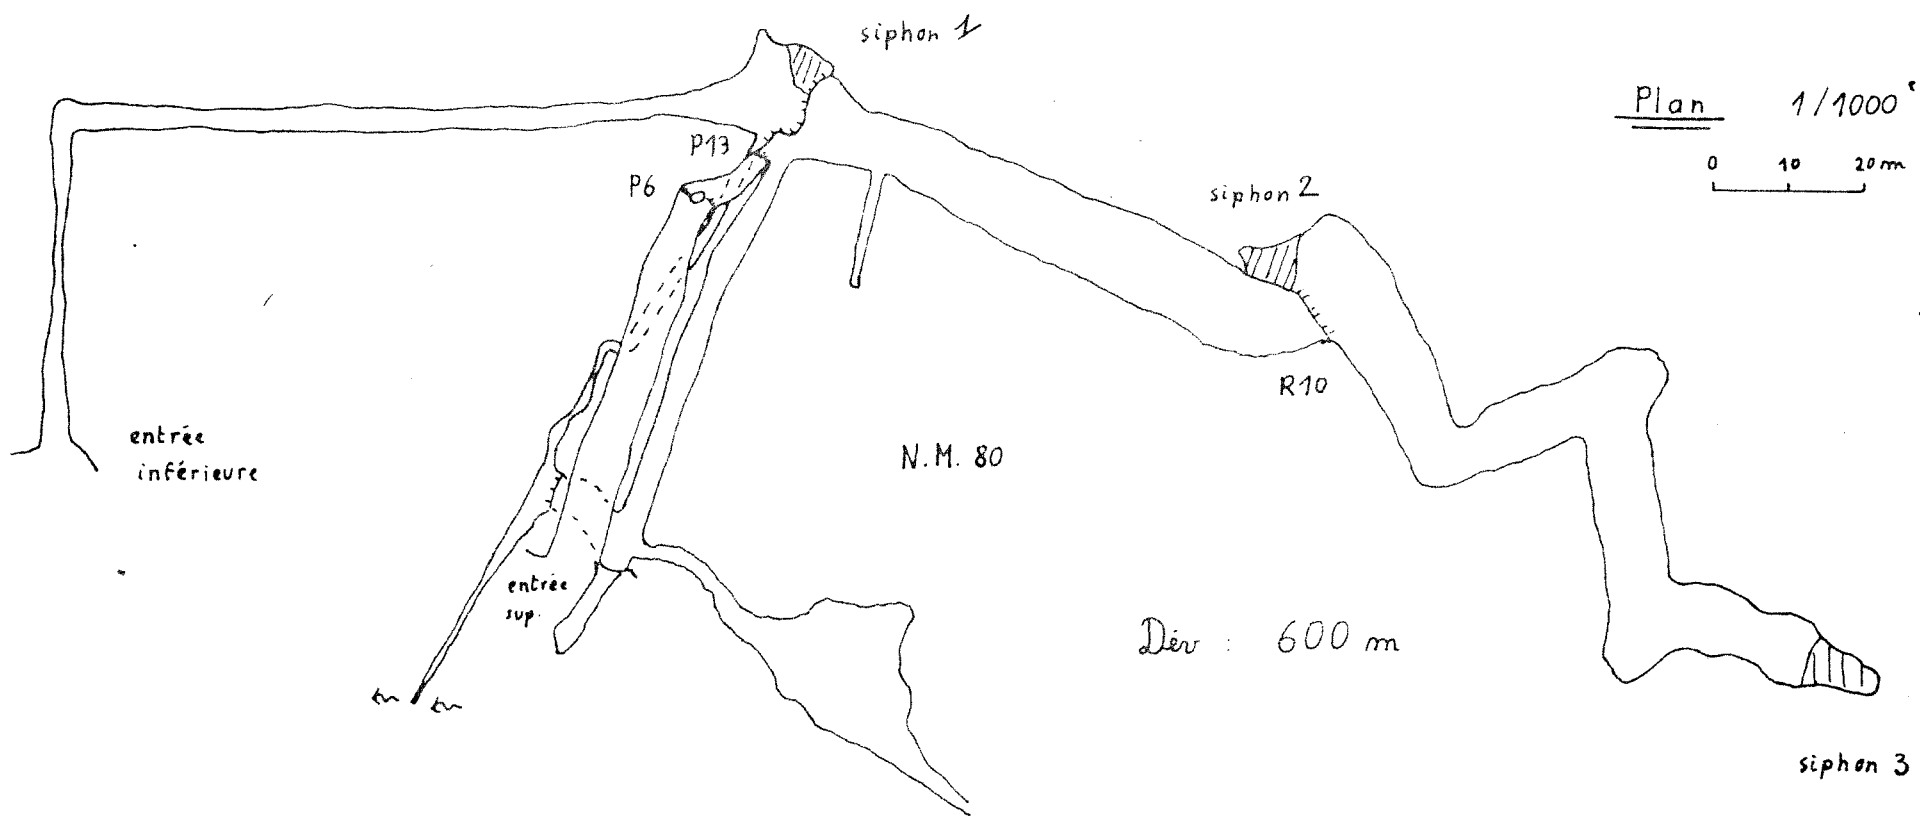 siphon 1
Plan 1/1000e
0 10 20m
P13
P6
siphon 2
R10
entrée
inférieure
N.M. 80
entrée
sup.
Dév : 600 m
siphon 3